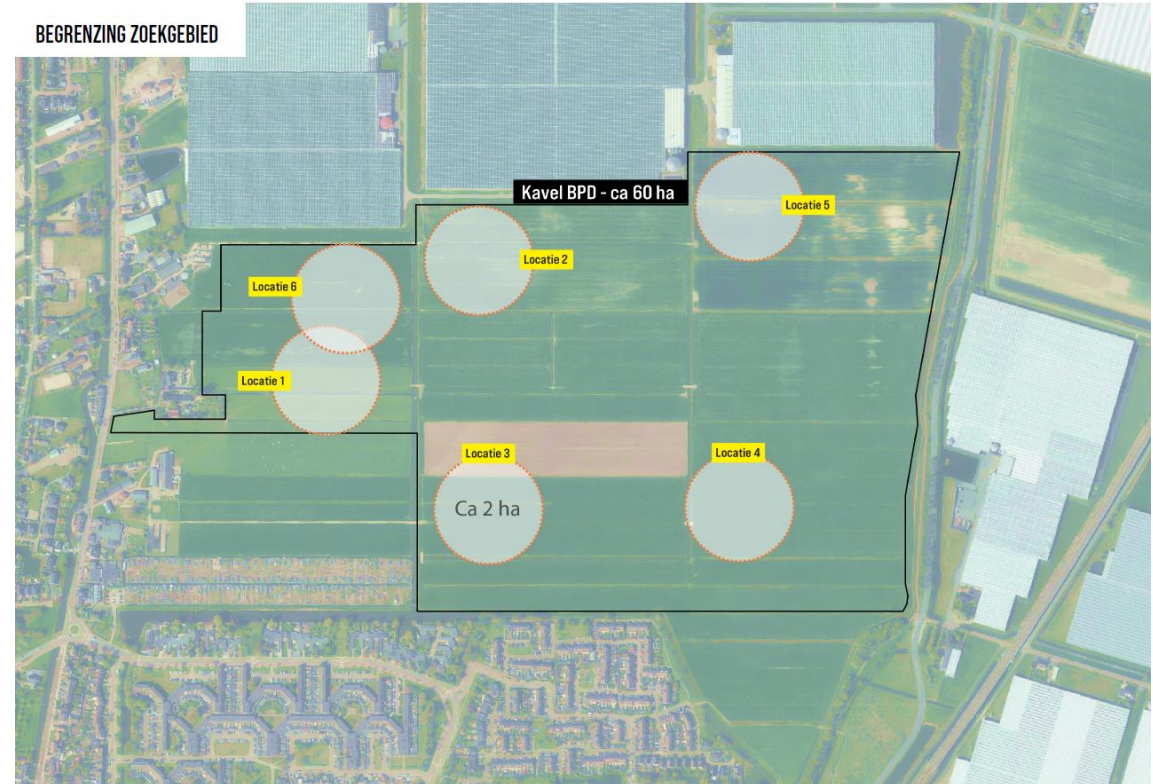 BEGRENZING ZOEKGEBIED
Kavel BPD - ca 60 ha
Locatie 5
Locatie 2
Locatie 6
Locatie 1
Locatie 3
Locatie 4
Ca 2 ha